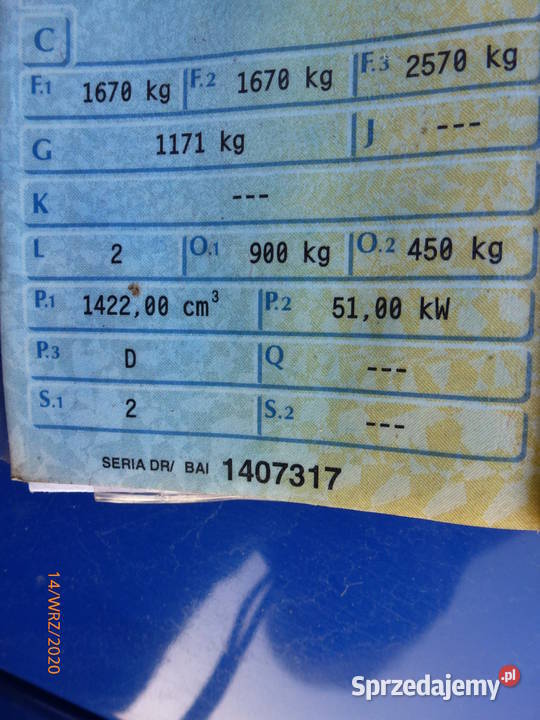 C
F.1 1670 kg F.2 1670 kg F.3 2570 kg
G 1171 kg J ---
K ---
L 2 O.1 900 kg O.2 450 kg
P.1 1422,00 cm³ P.2 51,00 kW
P.3 D Q ---
S.1 2 S.2 ---
SERIA DR/ BAI 1407317
14/WRZ/2020
Sprzedajemy.pl